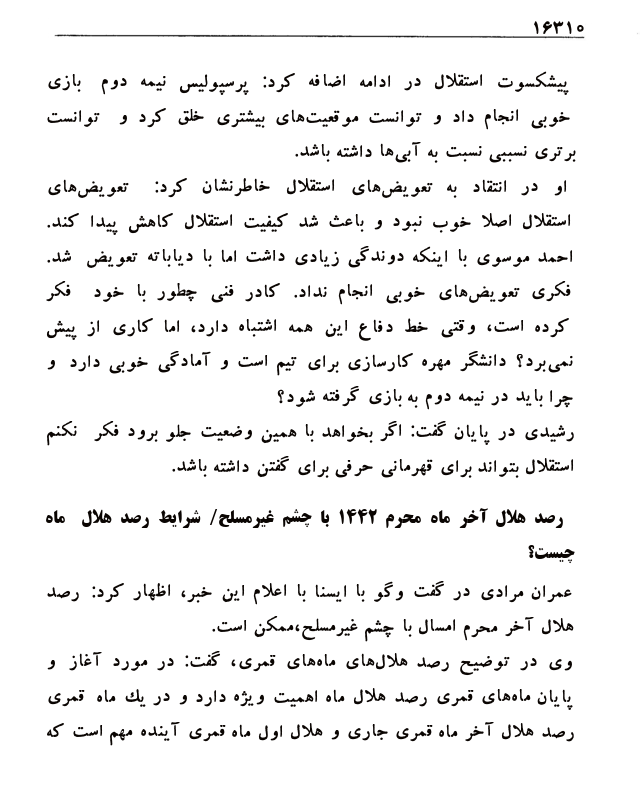 ۱۶۳۱۰
پیشکسوت استقلال در ادامه اضافه کرد: پرسپولیس نیمه دوم بازی
خوبی انجام داد و توانست موقعیت‌های بیشتری خلق کرد و توانست
برتری نسبی نسبت به آبی‌ها داشته باشد.
او در انتقاد به تعویض‌های استقلال خاطرنشان کرد: تعویض‌های
استقلال اصلا خوب نبود و باعث شد کیفیت استقلال کاهش پیدا کند.
احمد موسوی با اینکه دوندگی زیادی داشت اما با دیاباته تعویض شد.
فکری تعویض‌های خوبی انجام نداد. کادر فنی چطور با خود فکر
کرده است، وقتی خط دفاع این همه اشتباه دارد، اما کاری از پیش
نمی‌برد؟ دانشگر مهره کارسازی برای تیم است و آمادگی خوبی دارد و
چرا باید در نیمه دوم به بازی گرفته شود؟
رشیدی در پایان گفت: اگر بخواهد با همین وضعیت جلو برود فکر نکنم
استقلال بتواند برای قهرمانی حرفی برای گفتن داشته باشد.
رصد هلال آخر ماه محرم ۱۴۴۲ با چشم غیرمسلح/ شرایط رصد هلال ماه
چیست؟
عمران مرادی در گفت وگو با ایسنا با اعلام این خبر، اظهار کرد: رصد
هلال آخر محرم امسال با چشم غیرمسلح،ممکن است.
وی در توضیح رصد هلال‌های ماه‌های قمری، گفت: در مورد آغاز و
پایان ماه‌های قمری رصد هلال ماه اهمیت ویژه دارد و در یك ماه قمری
رصد هلال آخر ماه قمری جاری و هلال اول ماه قمری آینده مهم است که